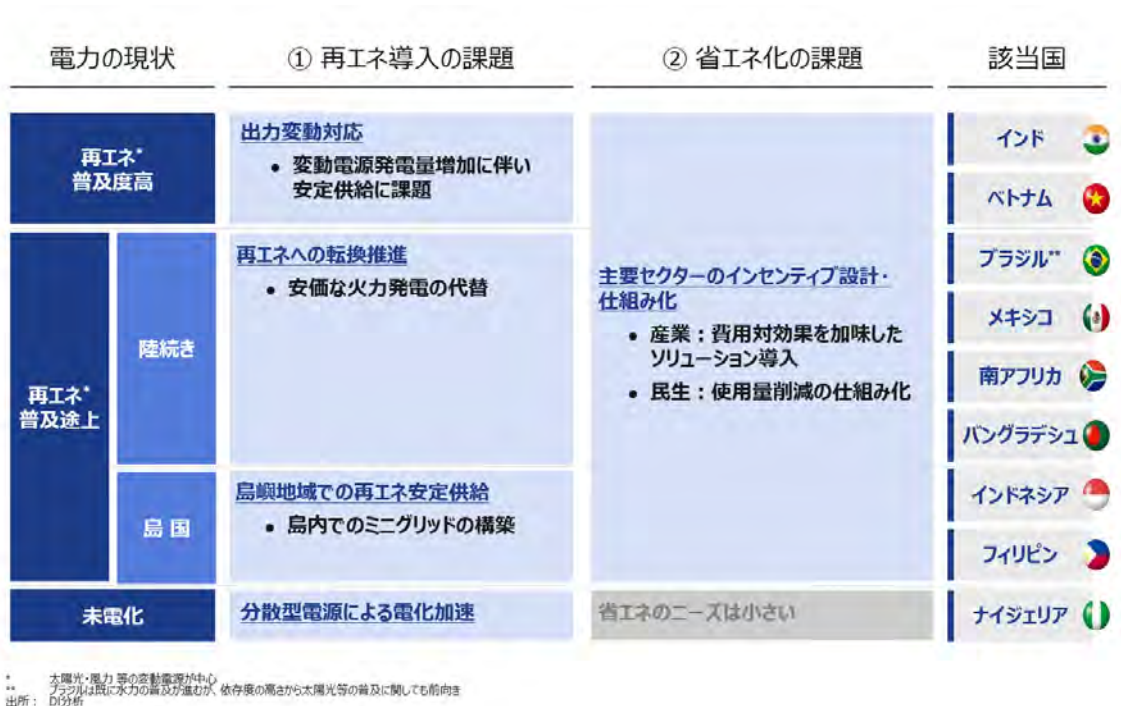 電力の現状
① 再エネ導入の課題
② 省エネ化の課題
該当国
再エネ*
普及度高
出力変動対応
• 変動電源発電量増加に伴い
安定供給に課題
再エネ*
普及途上
陸続き
再エネへの転換推進
• 安価な火力発電の代替
島国
島嶼地域での再エネ安定供給
• 島内でのミニグリッドの構築
未電化
分散型電源による電化加速
主要セクターのインセンティブ設計・
仕組み化
• 産業：費用対効果を加味した
ソリューション導入
• 民生：使用量削減の仕組み化
省エネのニーズは小さい
インド
ベトナム
ブラジル**
メキシコ
南アフリカ
バングラデシュ
インドネシア
フィリピン
ナイジェリア
* 太陽光・風力 等の変動電源が中心
** ブラジルは既に水力の普及が進むが、依存度の高さから太陽光等の普及に関しても前向き
出所： DI分析